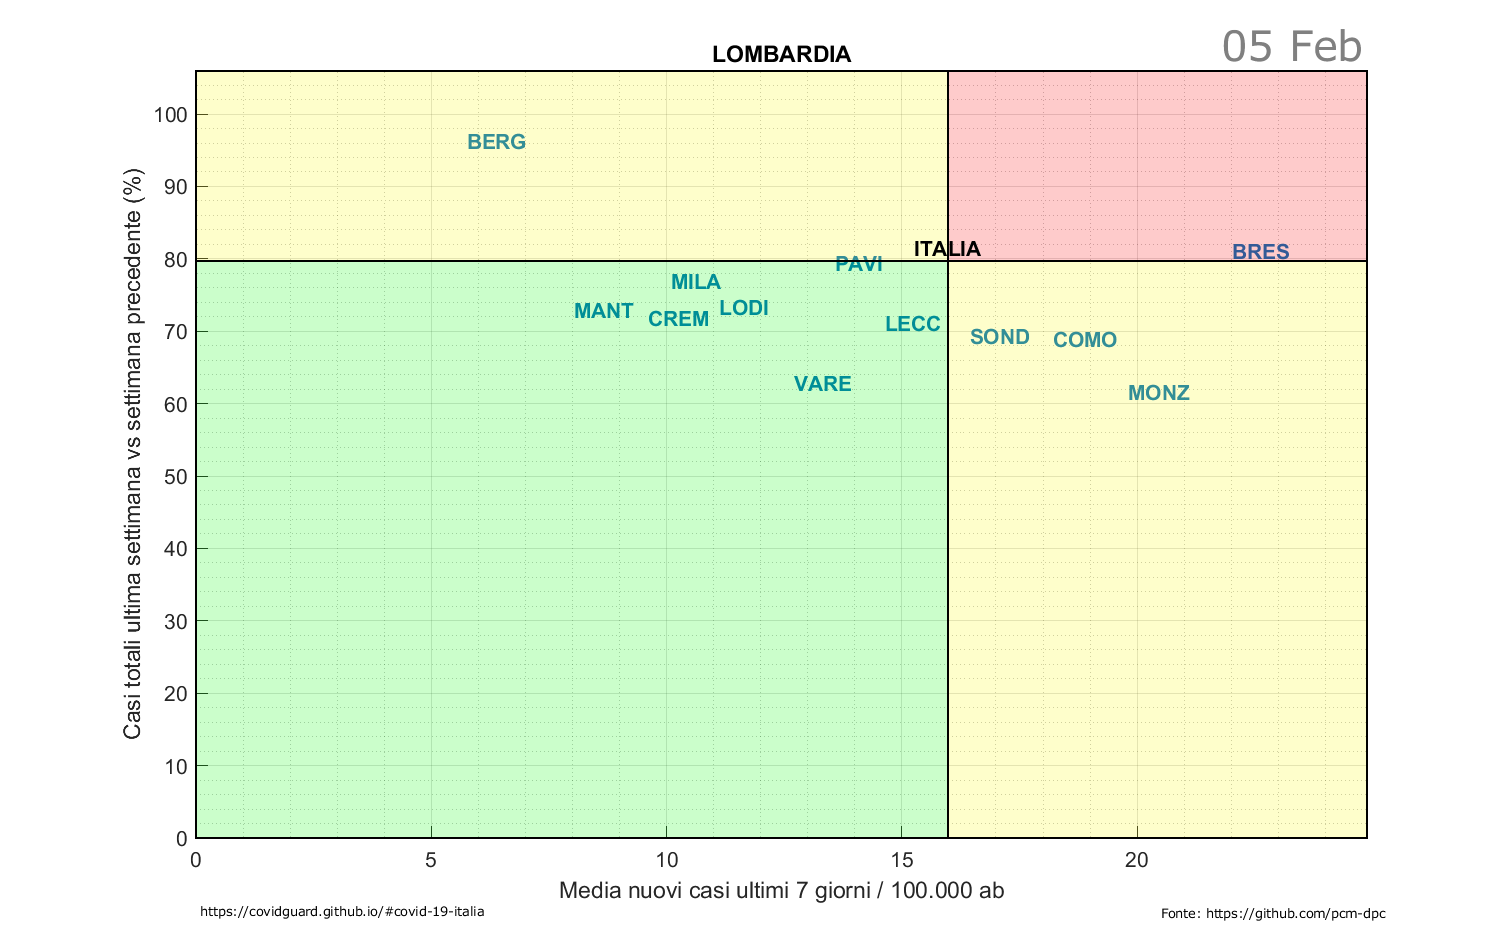 LOMBARDIA
05 Feb
Casi totali ultima settimana vs settimana precedente (%)
100
90
80
70
60
50
40
30
20
10
0
BERG
ITALIA
BRES
PAVI
MILA
MANT
LODI
CREM
LECC
SOND
COMO
VARE
MONZ
0
5
10
15
20
Media nuovi casi ultimi 7 giorni / 100.000 ab
https://covidguard.github.io/#covid-19-italia
Fonte: https://github.com/pcm-dpc